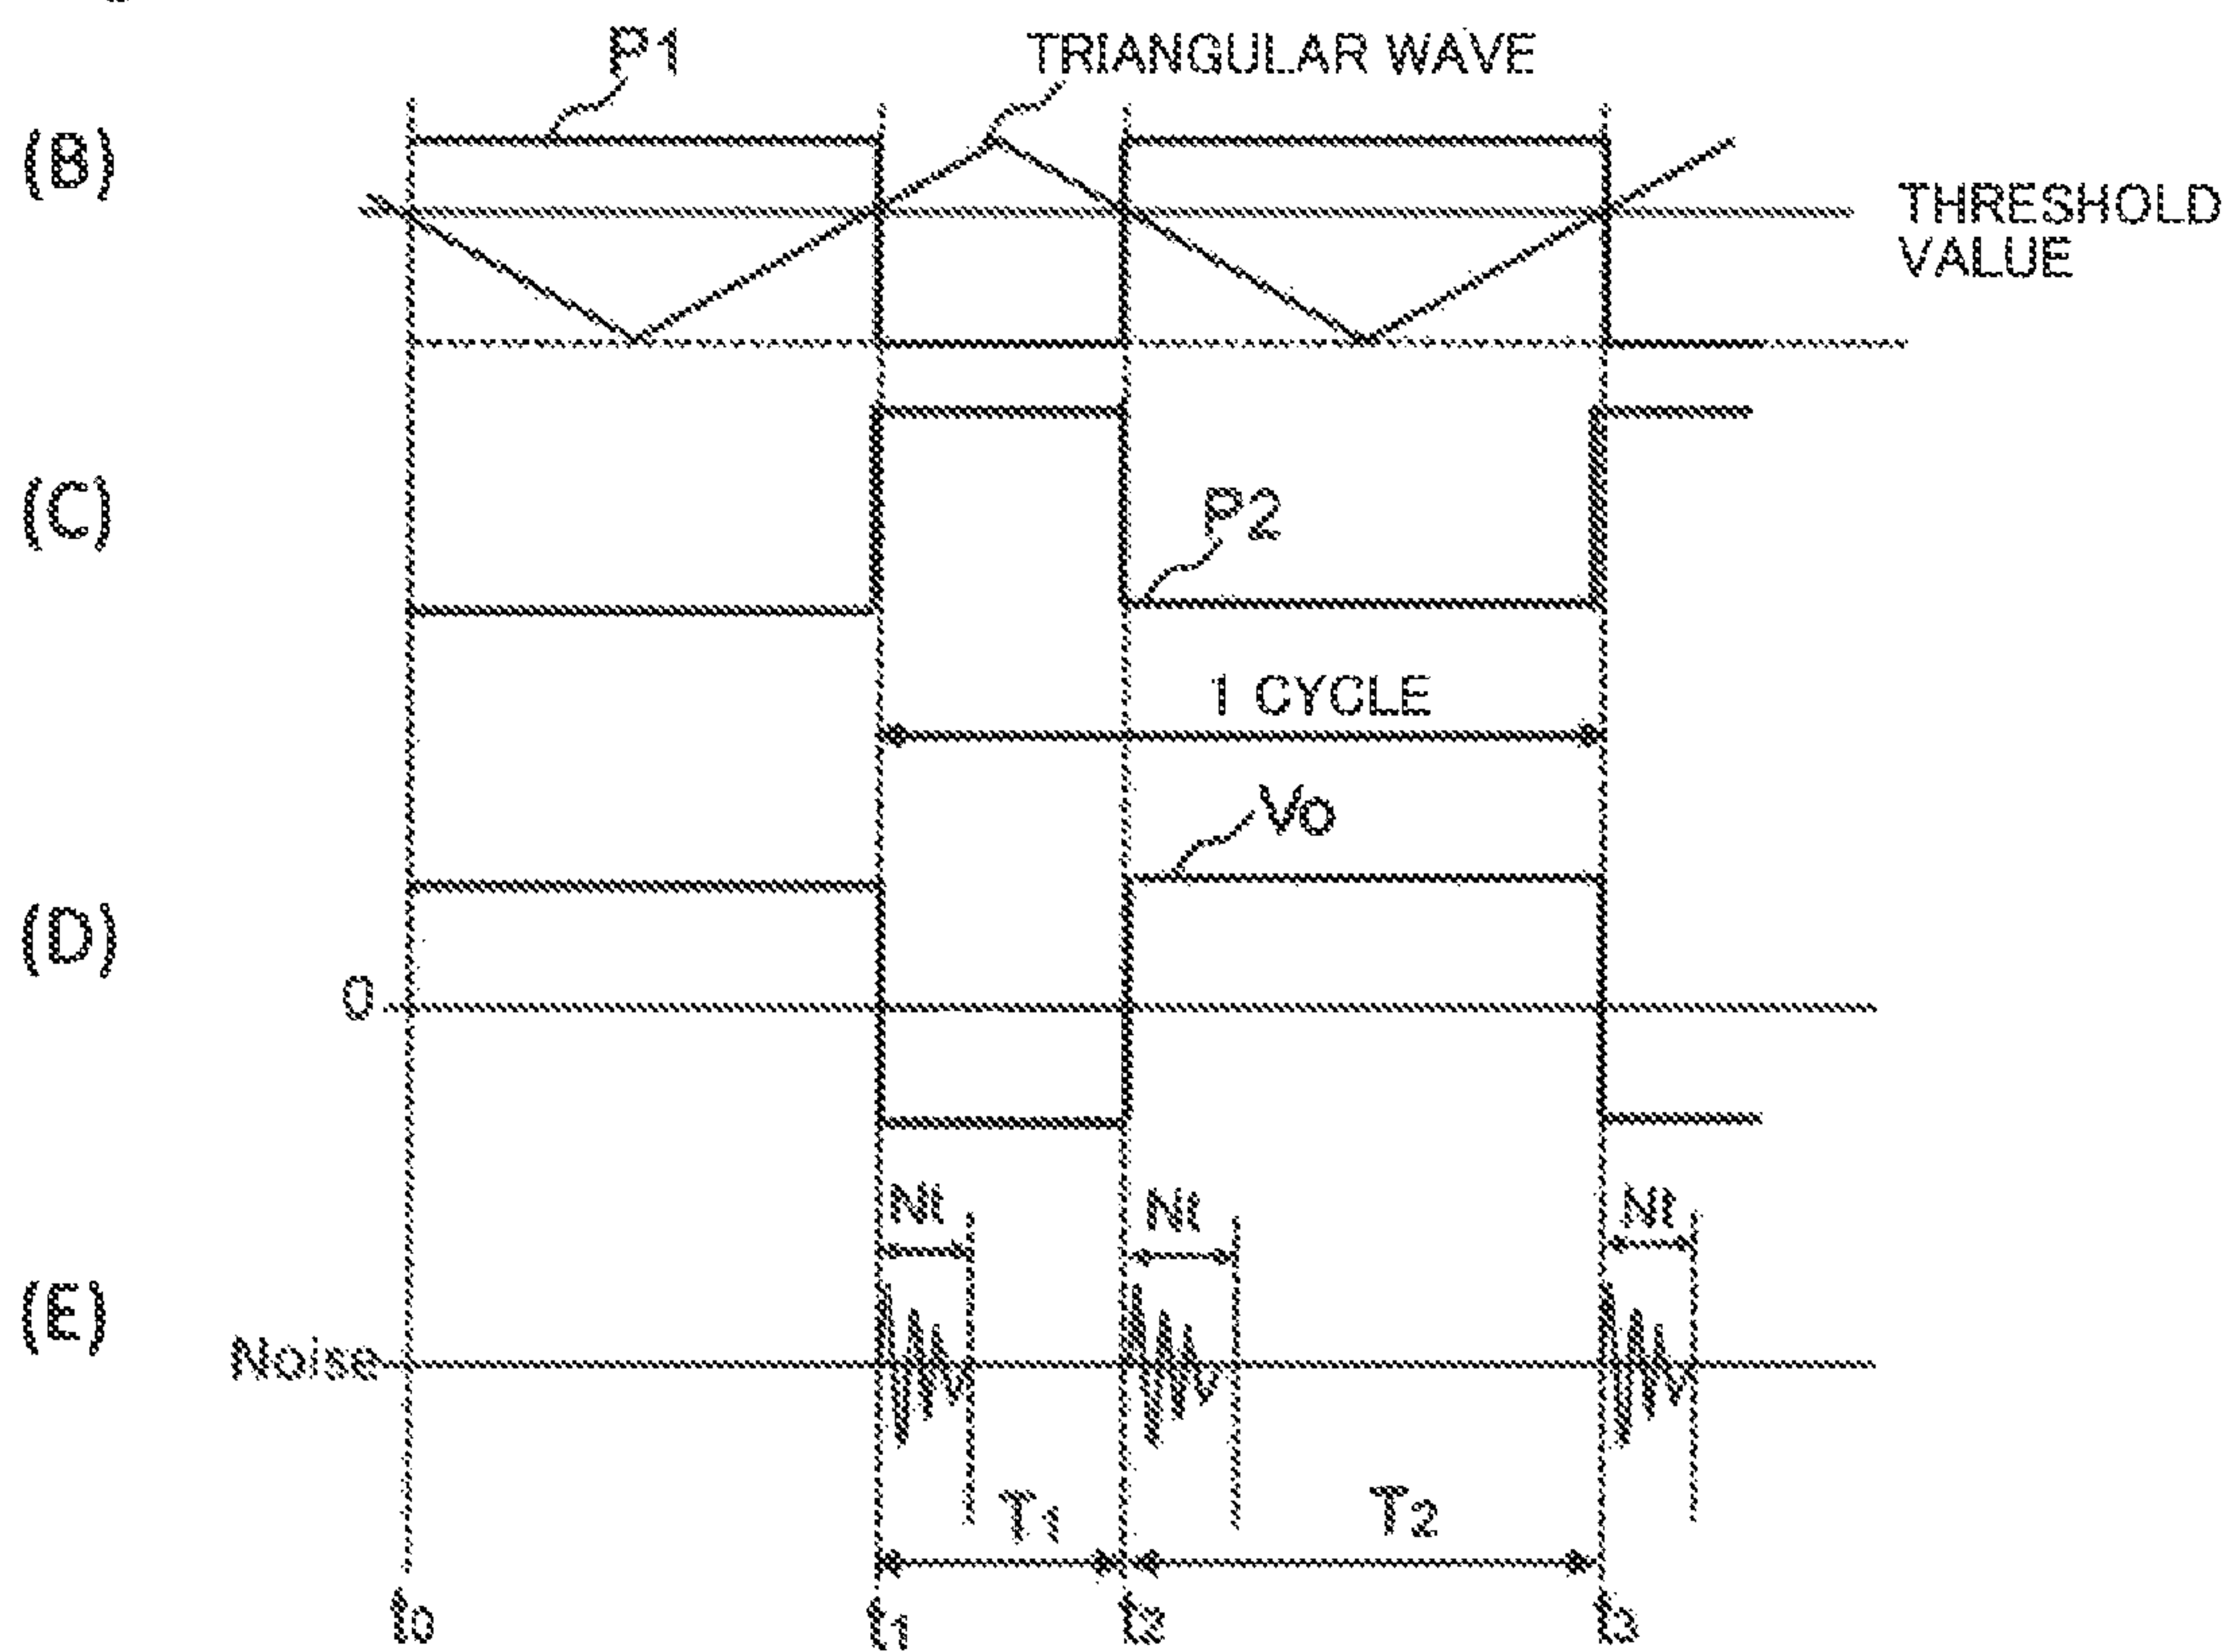 P1
TRIANGULAR WAVE
(B)
THRESHOLD
VALUE
(C)
P2
1 CYCLE
Vo
(D)
0
Nt
Nt
Nt
(E)
Noise
T1
T2
t0
t1
t2
t3